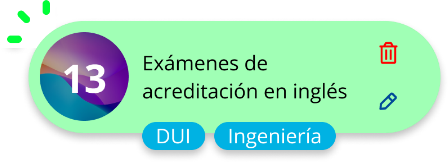 13
Exámenes de
acreditación en inglés
DUI
Ingeniería